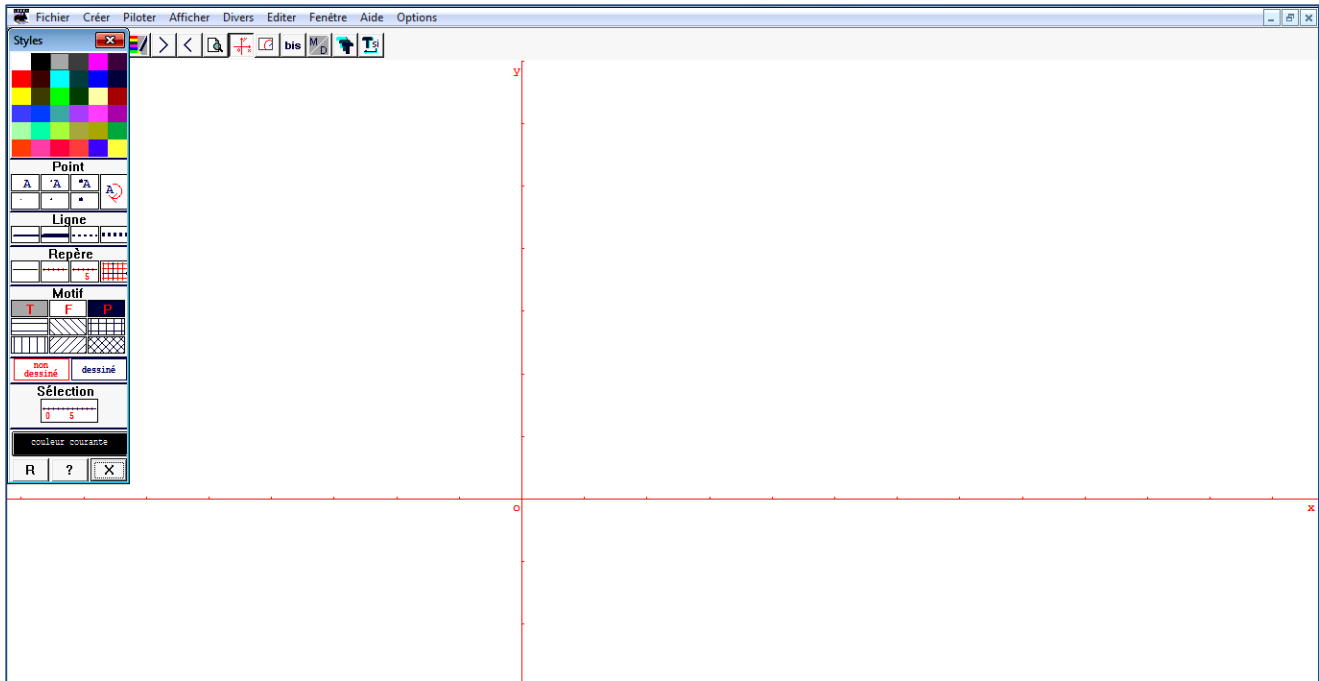 Fichier Créer Piloter Afficher Divers Editer Fenêtre Aide Options
Styles
bis M/D Tsi
y
Point
A 'A "A A
Ligne
Repère
5
Motif
T F P
non dessiné dessiné
Sélection
0 5
couleur courante
R ? X
o x